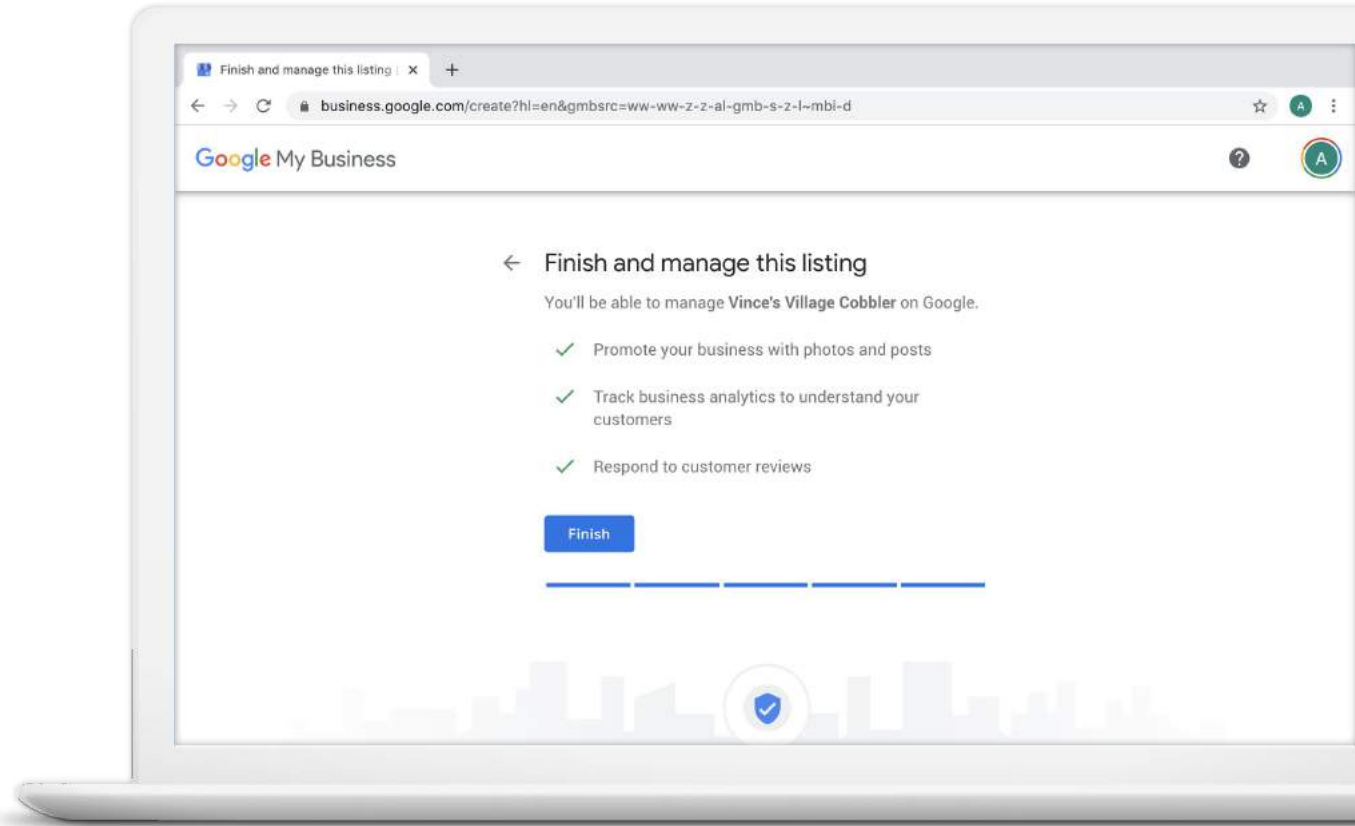 Finish and manage this listing
business.google.com/create?hl=en&gmbsrc=ww-ww-z-z-al-gmb-s-z-l~mbi-d
A
Google My Business
A
Finish and manage this listing
You'll be able to manage Vince's Village Cobbler on Google.
Promote your business with photos and posts
Track business analytics to understand your
customers
Respond to customer reviews
Finish